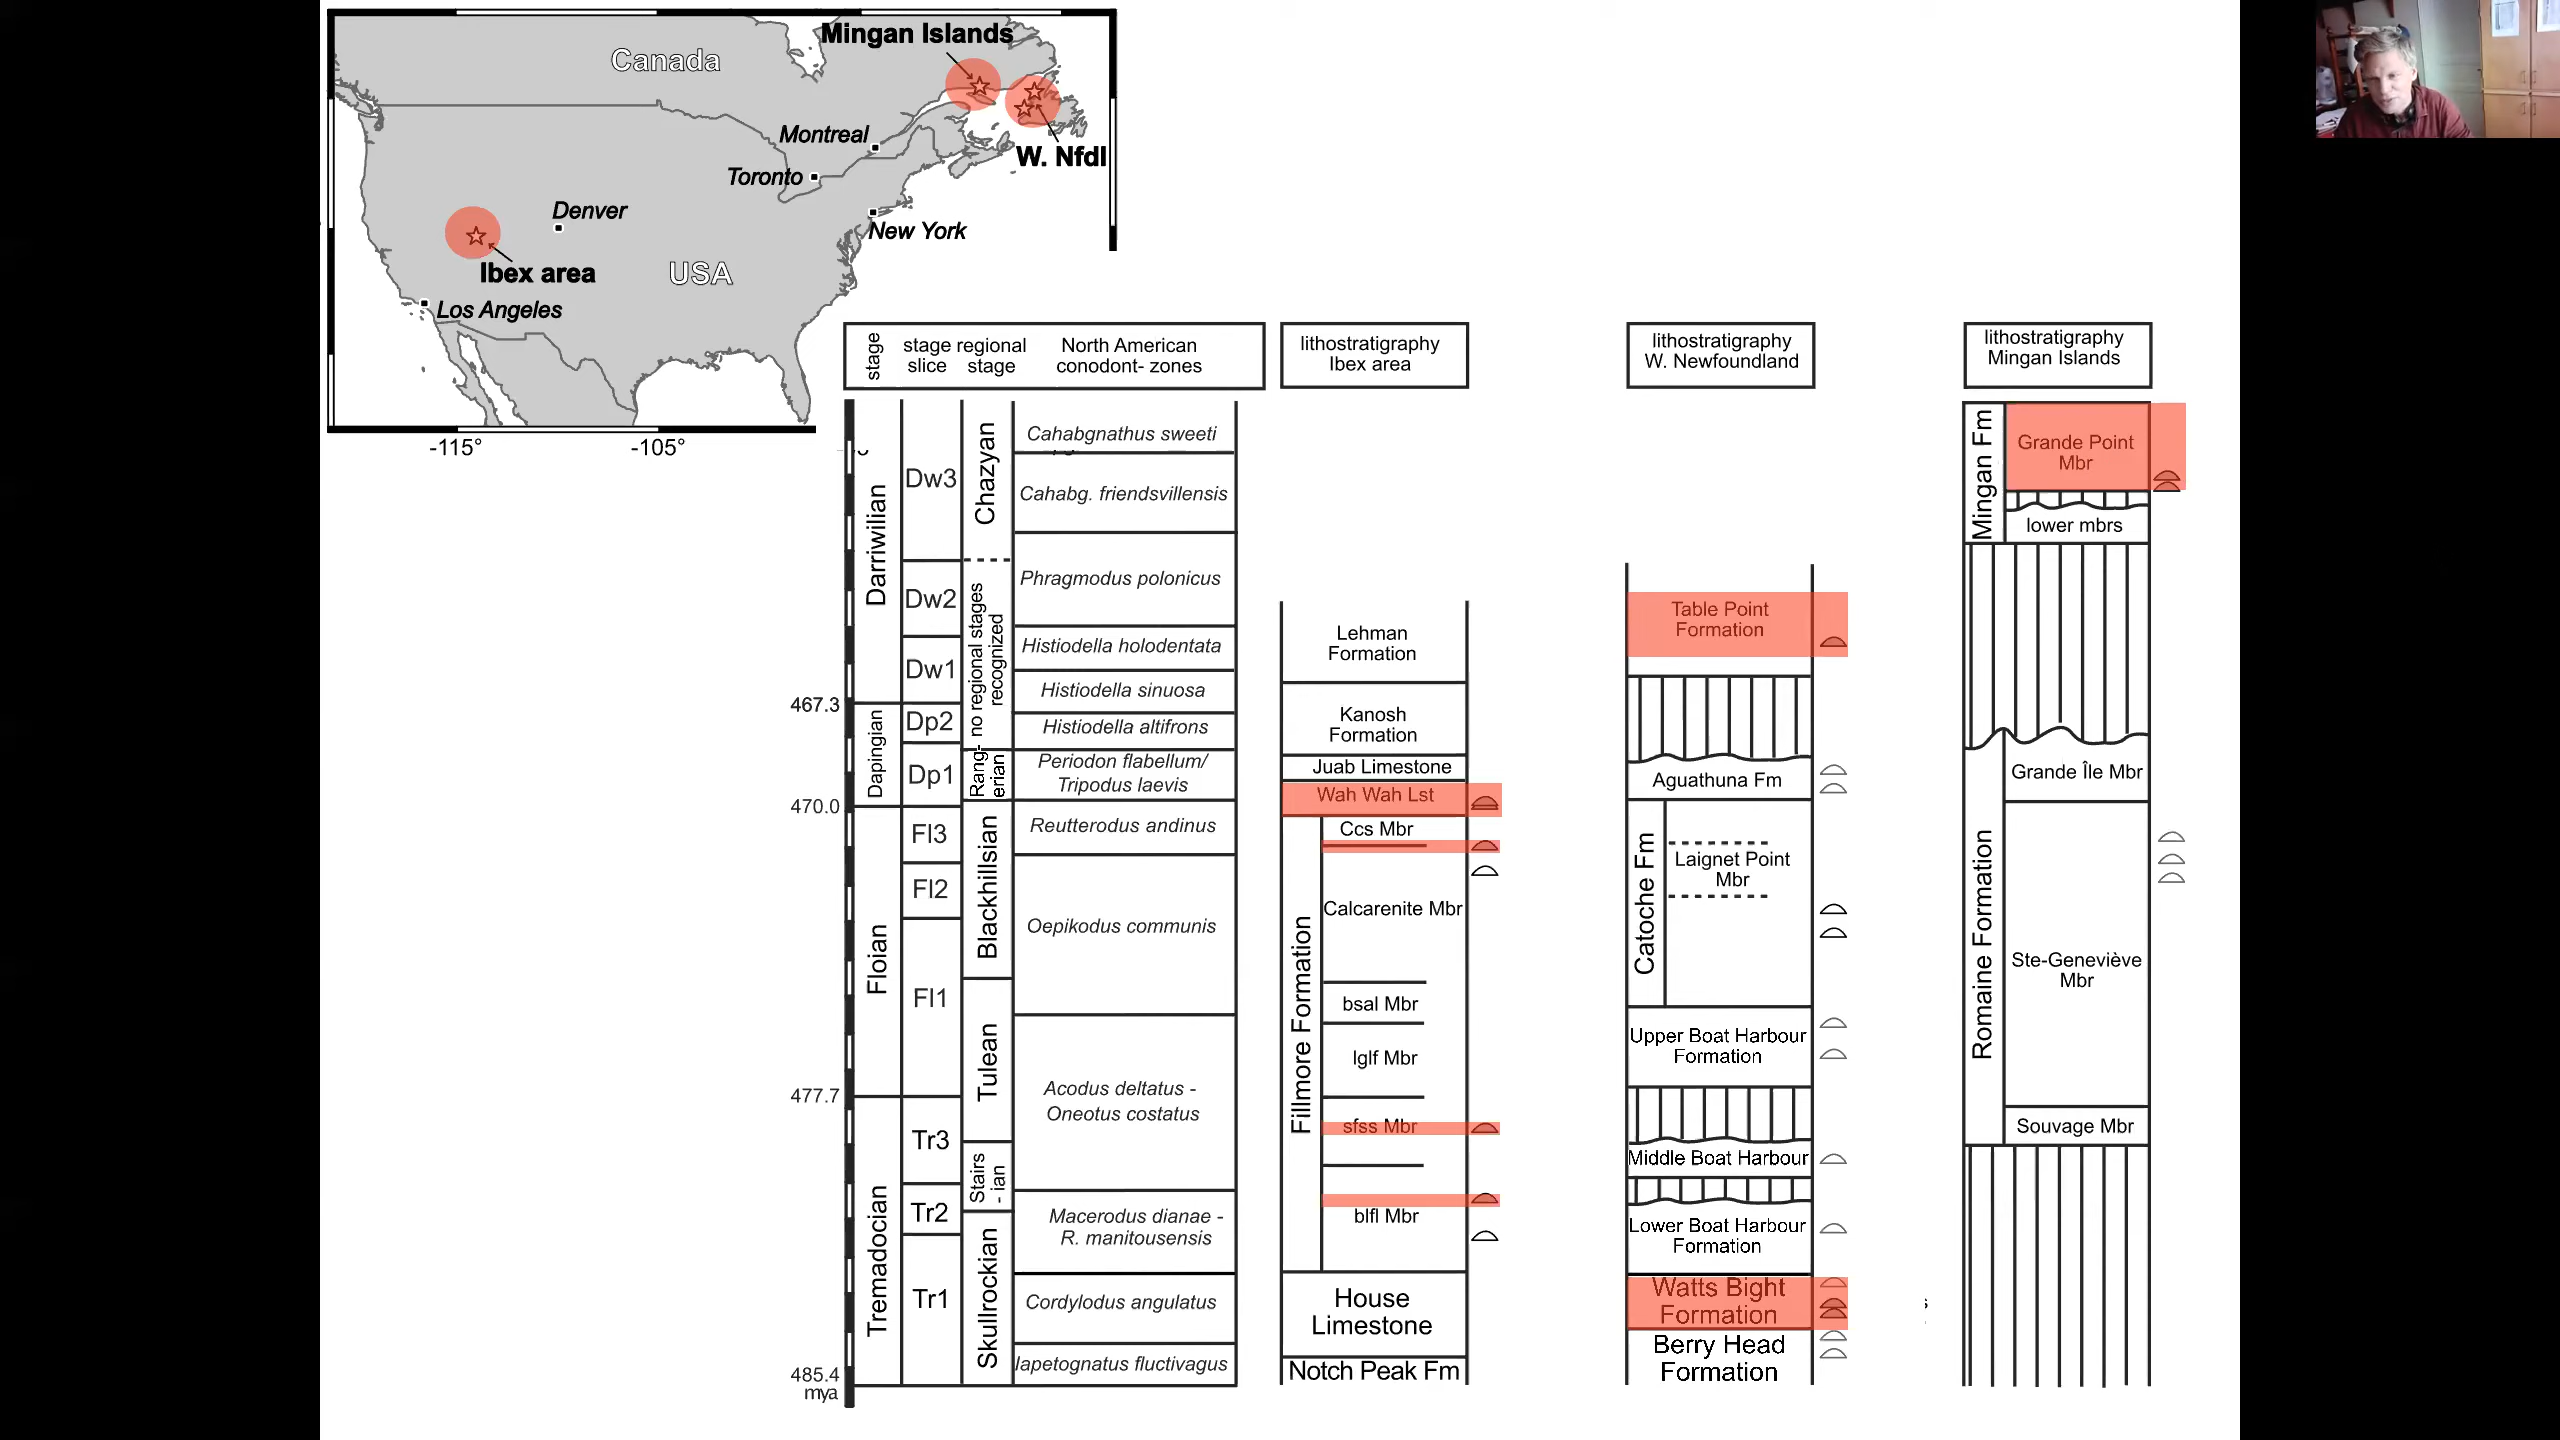 Canada
Mingan Islands
Montreal
W. Nfdl
Toronto
Denver
New York
Ibex area
USA
Los Angeles
-115°
-105°
stage
stage
slice
regional
stage
North American
conodont- zones
lithostratigraphy
Ibex area
lithostratigraphy
W. Newfoundland
lithostratigraphy
Mingan Islands
467.3
470.0
477.7
485.4
mya
Darriwilian
Dapingian
Floian
Tremadocian
Dw3
Dw2
Dw1
Dp2
Dp1
Fl3
Fl2
Fl1
Tr3
Tr2
Tr1
Chazyan
no regional stages
recognized
Rang-
erian
Blackhillsian
Tulean
Stairs
- ian
Skullrockian
Cahabgnathus sweeti
Cahabg. friendsvillensis
Phragmodus polonicus
Histiodella holodentata
Histiodella sinuosa
Histiodella altifrons
Periodon flabellum/
Tripodus laevis
Reutterodus andinus
Oepikodus communis
Acodus deltatus -
Oneotus costatus
Macerodus dianae -
R. manitousensis
Cordylodus angulatus
Iapetognatus fluctivagus
Lehman
Formation
Kanosh
Formation
Juab Limestone
Wah Wah Lst
Fillmore Formation
Ccs Mbr
Calcarenite Mbr
bsal Mbr
lglf Mbr
sfss Mbr
blfl Mbr
House
Limestone
Notch Peak Fm
Table Point
Formation
Aguathuna Fm
Catoche Fm
Laignet Point
Mbr
Upper Boat Harbour
Formation
Middle Boat Harbour
Lower Boat Harbour
Formation
Watts Bight
Formation
Berry Head
Formation
Mingan Fm
Grande Point
Mbr
lower mbrs
Romaine Formation
Grande Île Mbr
Ste-Geneviève
Mbr
Souvage Mbr